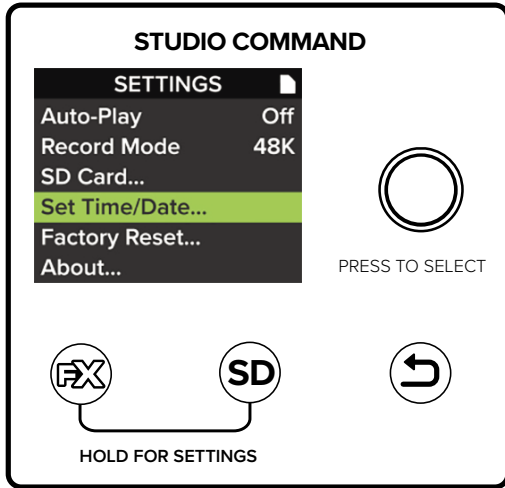 STUDIO COMMAND
SETTINGS
Auto-Play Off
Record Mode 48K
SD Card...
Set Time/Date...
Factory Reset...
About...
PRESS TO SELECT
FX SD
HOLD FOR SETTINGS